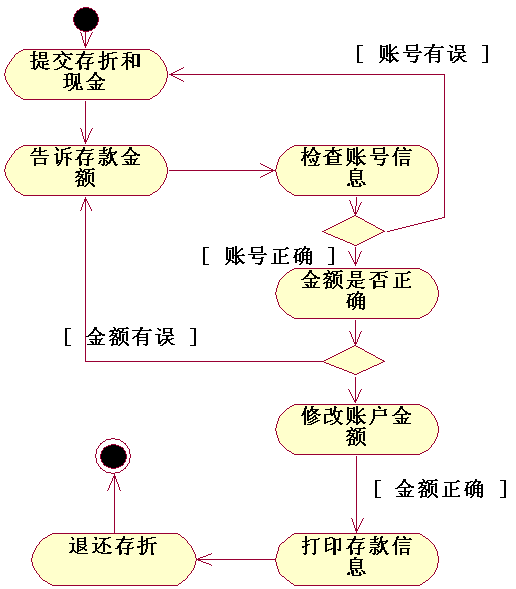 提交存折和
现金
[ 账号有误 ]
告诉存款金
额
检查账号信
息
[ 账号正确 ]
金额是否正
确
[ 金额有误 ]
修改账户金
额
[ 金额正确 ]
打印存款信
息
退还存折